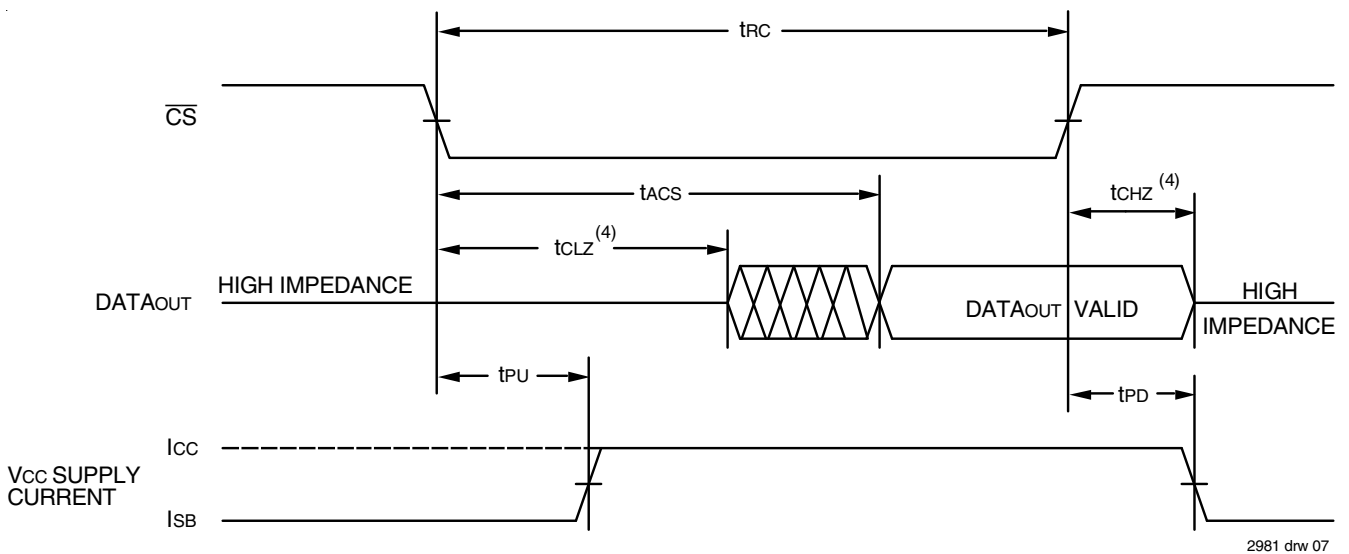 tRC
CS
tACS
tCHZ (4)
tCLZ (4)
HIGH IMPEDANCE
DATAOUT
DATAOUT VALID
HIGH
IMPEDANCE
tPU
tPD
ICC
VCC SUPPLY
CURRENT
ISB
2981 drw 07